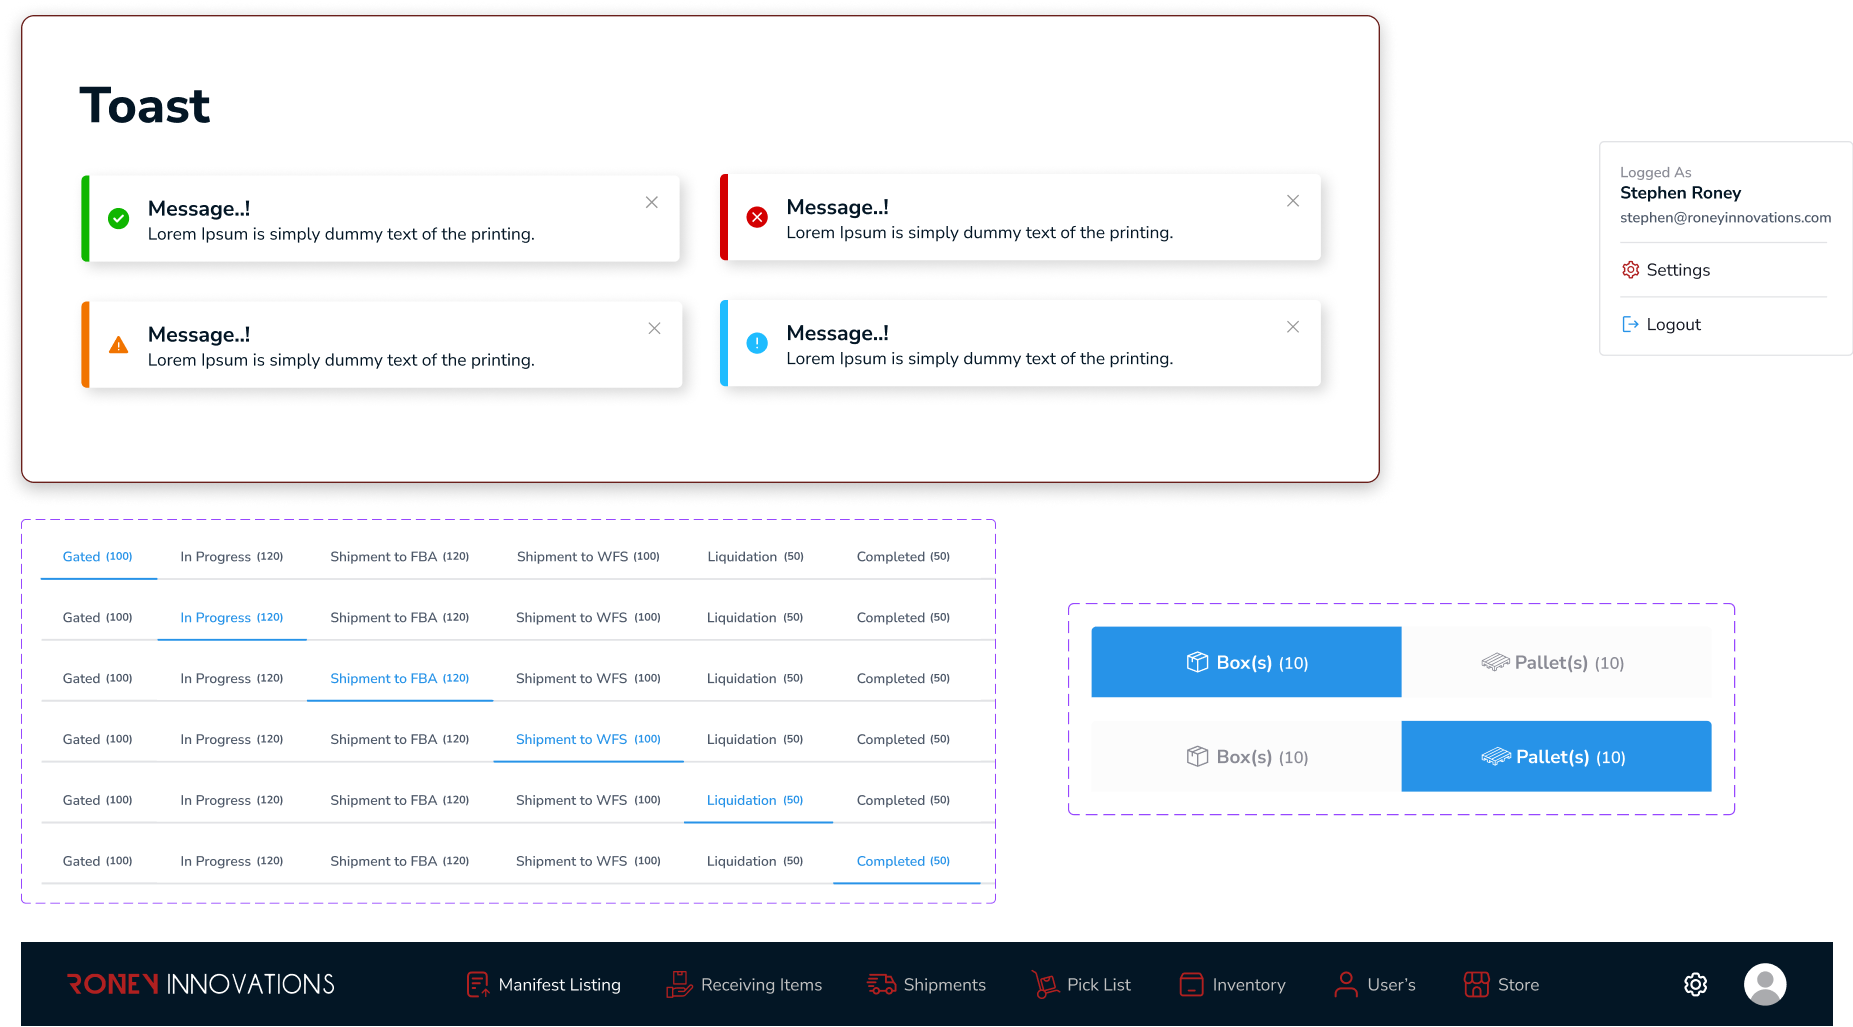 Toast
Message..!
Lorem Ipsum is simply dummy text of the printing.
Message..!
Lorem Ipsum is simply dummy text of the printing.
Message..!
Lorem Ipsum is simply dummy text of the printing.
Message..!
Lorem Ipsum is simply dummy text of the printing.
Logged As
Stephen Roney
stephen@roneyinnovations.com
Settings
Logout
Gated (100) In Progress (120) Shipment to FBA (120) Shipment to WFS (100) Liquidation (50) Completed (50)
Gated (100) In Progress (120) Shipment to FBA (120) Shipment to WFS (100) Liquidation (50) Completed (50)
Gated (100) In Progress (120) Shipment to FBA (120) Shipment to WFS (100) Liquidation (50) Completed (50)
Gated (100) In Progress (120) Shipment to FBA (120) Shipment to WFS (100) Liquidation (50) Completed (50)
Gated (100) In Progress (120) Shipment to FBA (120) Shipment to WFS (100) Liquidation (50) Completed (50)
Gated (100) In Progress (120) Shipment to FBA (120) Shipment to WFS (100) Liquidation (50) Completed (50)
Box(s) (10) Pallet(s) (10)
Box(s) (10) Pallet(s) (10)
RONEY INNOVATIONS Manifest Listing Receiving Items Shipments Pick List Inventory User's Store